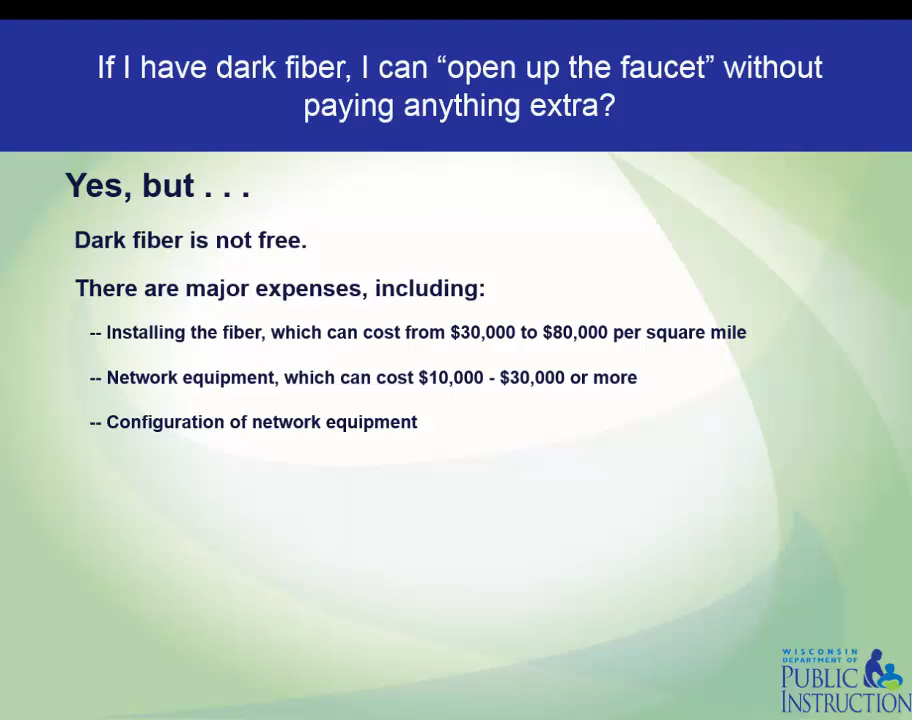 If I have dark fiber, I can “open up the faucet” without
paying anything extra?
Yes, but . . .
Dark fiber is not free.
There are major expenses, including:
-- Installing the fiber, which can cost from $30,000 to $80,000 per square mile
-- Network equipment, which can cost $10,000 - $30,000 or more
-- Configuration of network equipment
WISCONSIN
DEPARTMENT OF
PUBLIC
INSTRUCTION